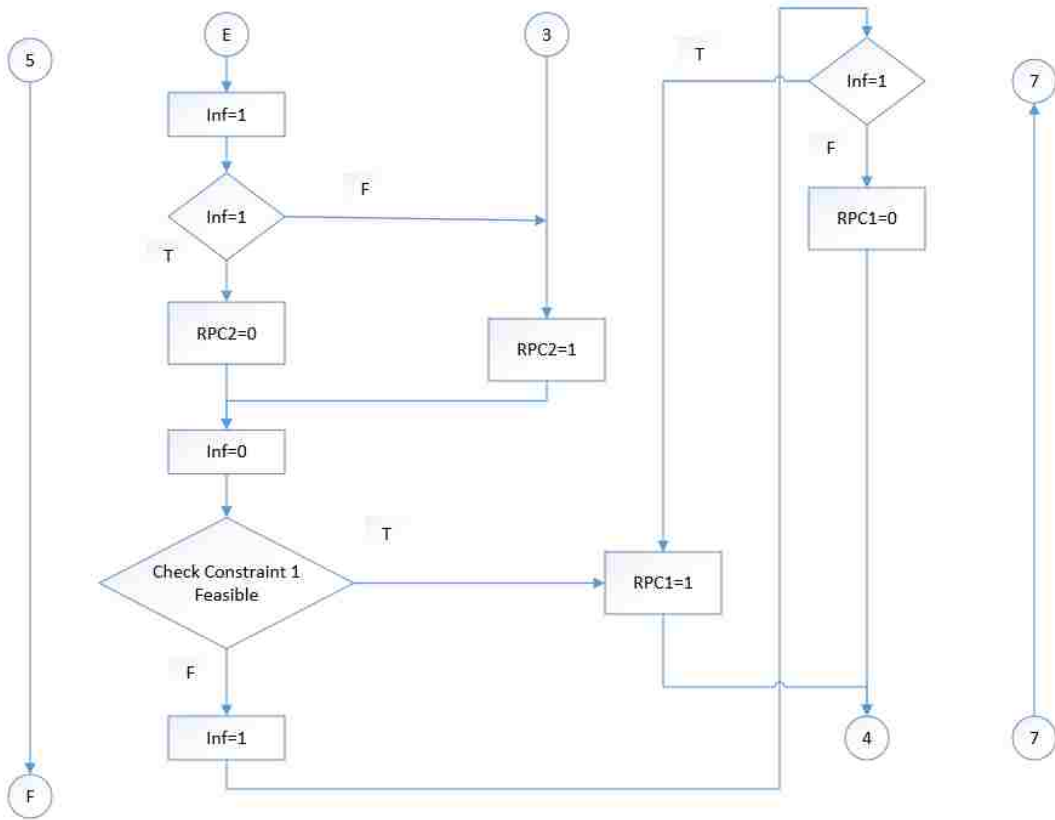 5
E
3
T
Inf=1
7
Inf=1
F
RPC1=0
Inf=1
F
T
RPC2=0
RPC2=1
Inf=0
T
Check Constraint 1
Feasible
RPC1=1
F
Inf=1
4
7
F